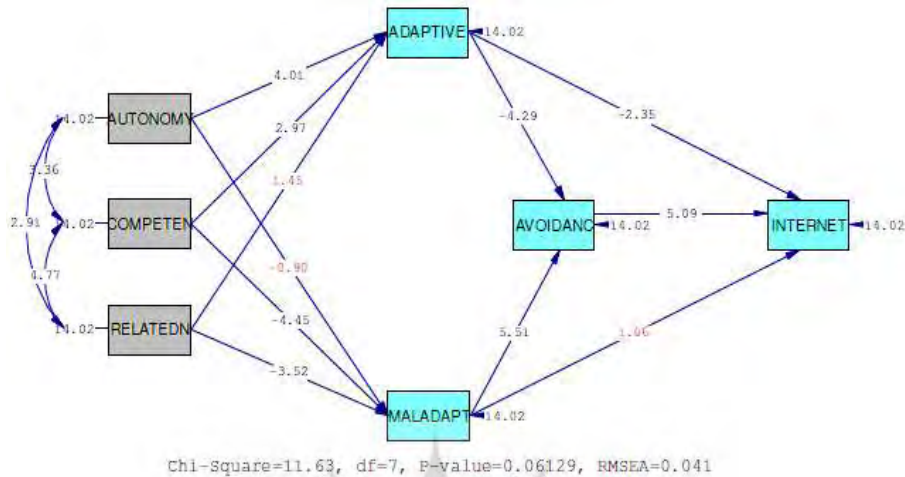 ADAPTIVE
14.02
4.01
-4.29
-2.35
14.02
AUTONOMY
2.97
3.36
1.45
2.91
14.02
COMPETEN
AVOIDANC
14.02
5.09
INTERNET
14.02
4.77
-0.90
-4.45
14.02
RELATEDN
5.51
1.06
-3.52
MALADAPT
14.02
Chi-Square=11.63, df=7, P-value=0.06129, RMSEA=0.041